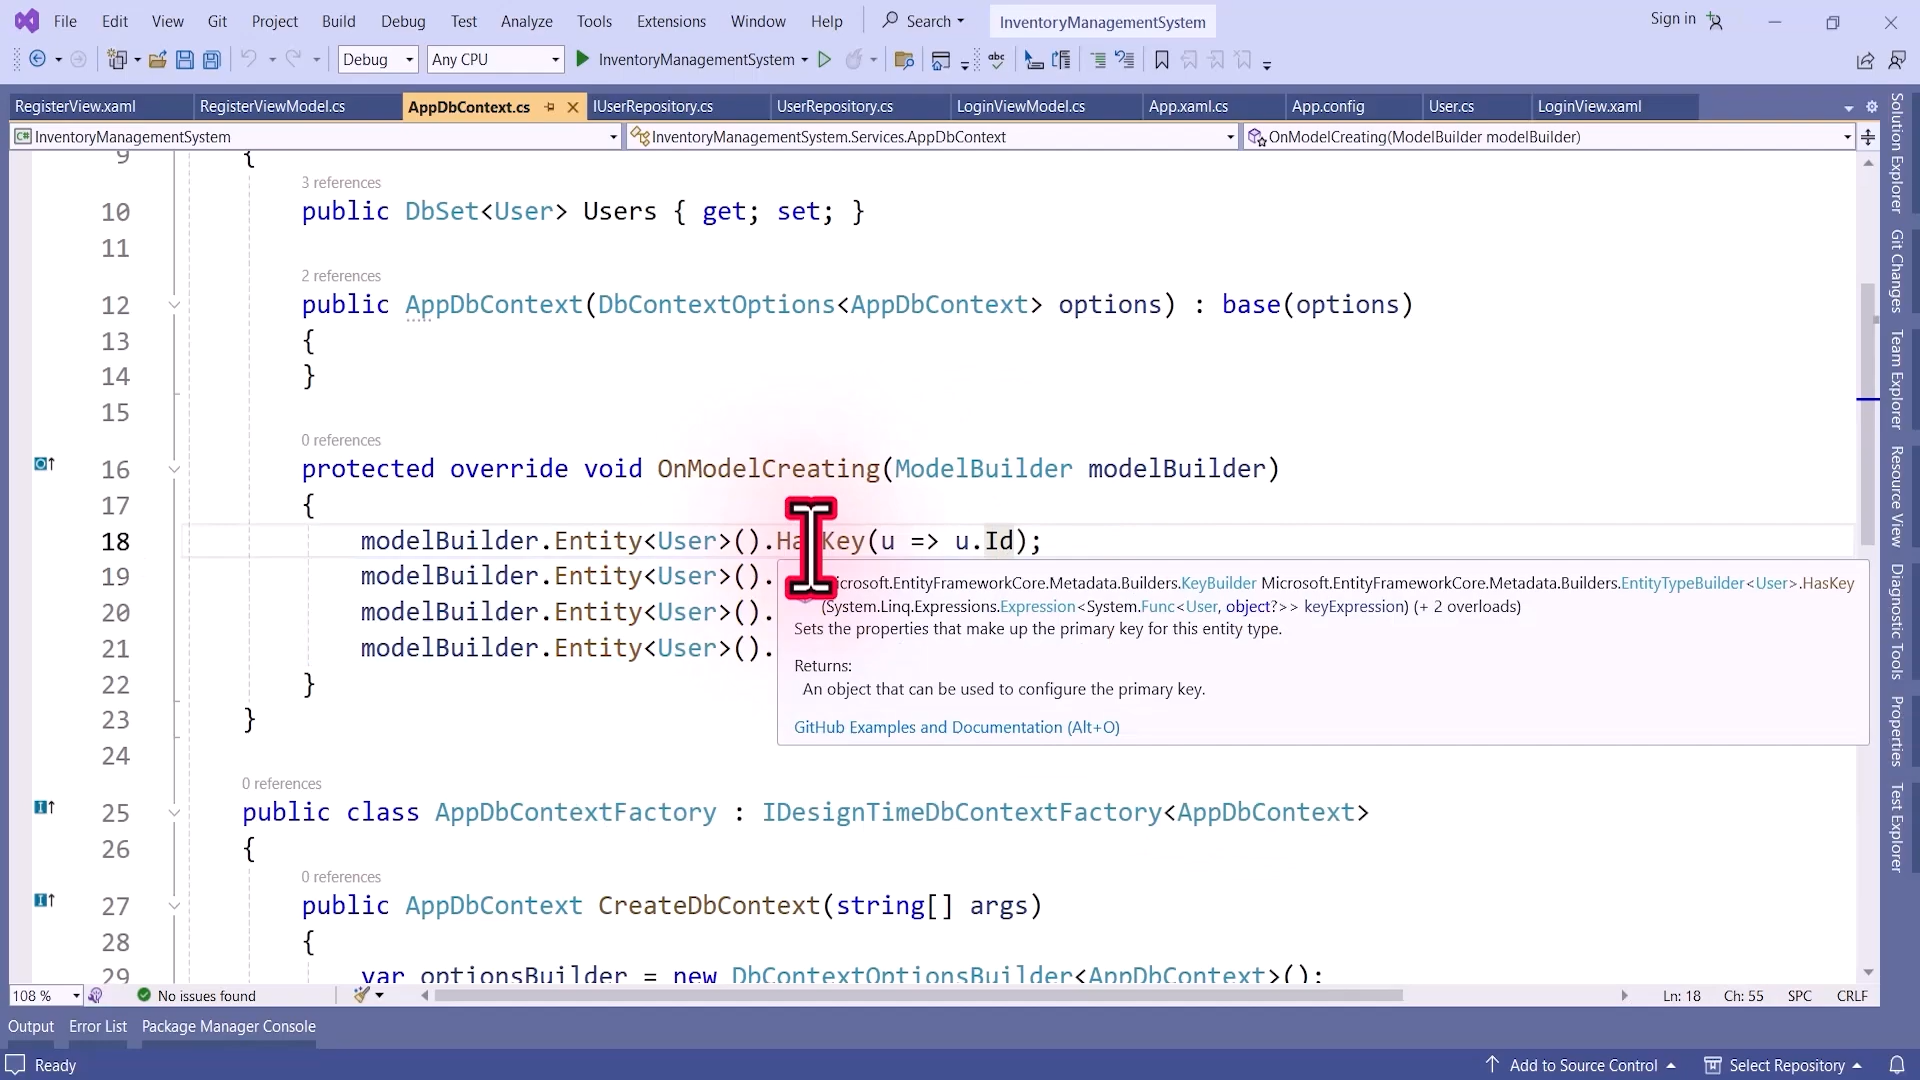 File Edit View Git Project Build Debug Test Analyze Tools Extensions Window Help Search InventoryManagementSystem Sign in
Debug Any CPU InventoryManagementSystem
RegisterView.xaml RegisterViewModel.cs AppDbContext.cs IUserRepository.cs UserRepository.cs LoginViewModel.cs App.xaml.cs App.config User.cs LoginView.xaml
InventoryManagementSystem InventoryManagementSystem.Services.AppDbContext OnModelCreating(ModelBuilder modelBuilder)
9 {
3 references
10 public DbSet<User> Users { get; set; }
11
2 references
12 public AppDbContext(DbContextOptions<AppDbContext> options) : base(options)
13 {
14 }
15
0 references
16 protected override void OnModelCreating(ModelBuilder modelBuilder)
17 {
18 modelBuilder.Entity<User>().HasKey(u => u.Id);
19 modelBuilder.Entity<User>().
20 modelBuilder.Entity<User>().
21 modelBuilder.Entity<User>().
22 }
23 }
24
0 references
25 public class AppDbContextFactory : IDesignTimeDbContextFactory<AppDbContext>
26 {
0 references
27 public AppDbContext CreateDbContext(string[] args)
28 {
29 var optionsBuilder = new DbContextOptionsBuilder<AppDbContext>();
icrosoft.EntityFrameworkCore.Metadata.Builders.KeyBuilder Microsoft.EntityFrameworkCore.Metadata.Builders.EntityTypeBuilder<User>.HasKey
(System.Linq.Expressions.Expression<System.Func<User, object?>> keyExpression) (+ 2 overloads)
Sets the properties that make up the primary key for this entity type.
Returns:
An object that can be used to configure the primary key.
GitHub Examples and Documentation (Alt+O)
Solution Explorer
Git Changes
Team Explorer
Resource View
Diagnostic Tools
Properties
Test Explorer
108 % No issues found Ln: 18 Ch: 55 SPC CRLF
Output Error List Package Manager Console
Ready Add to Source Control Select Repository